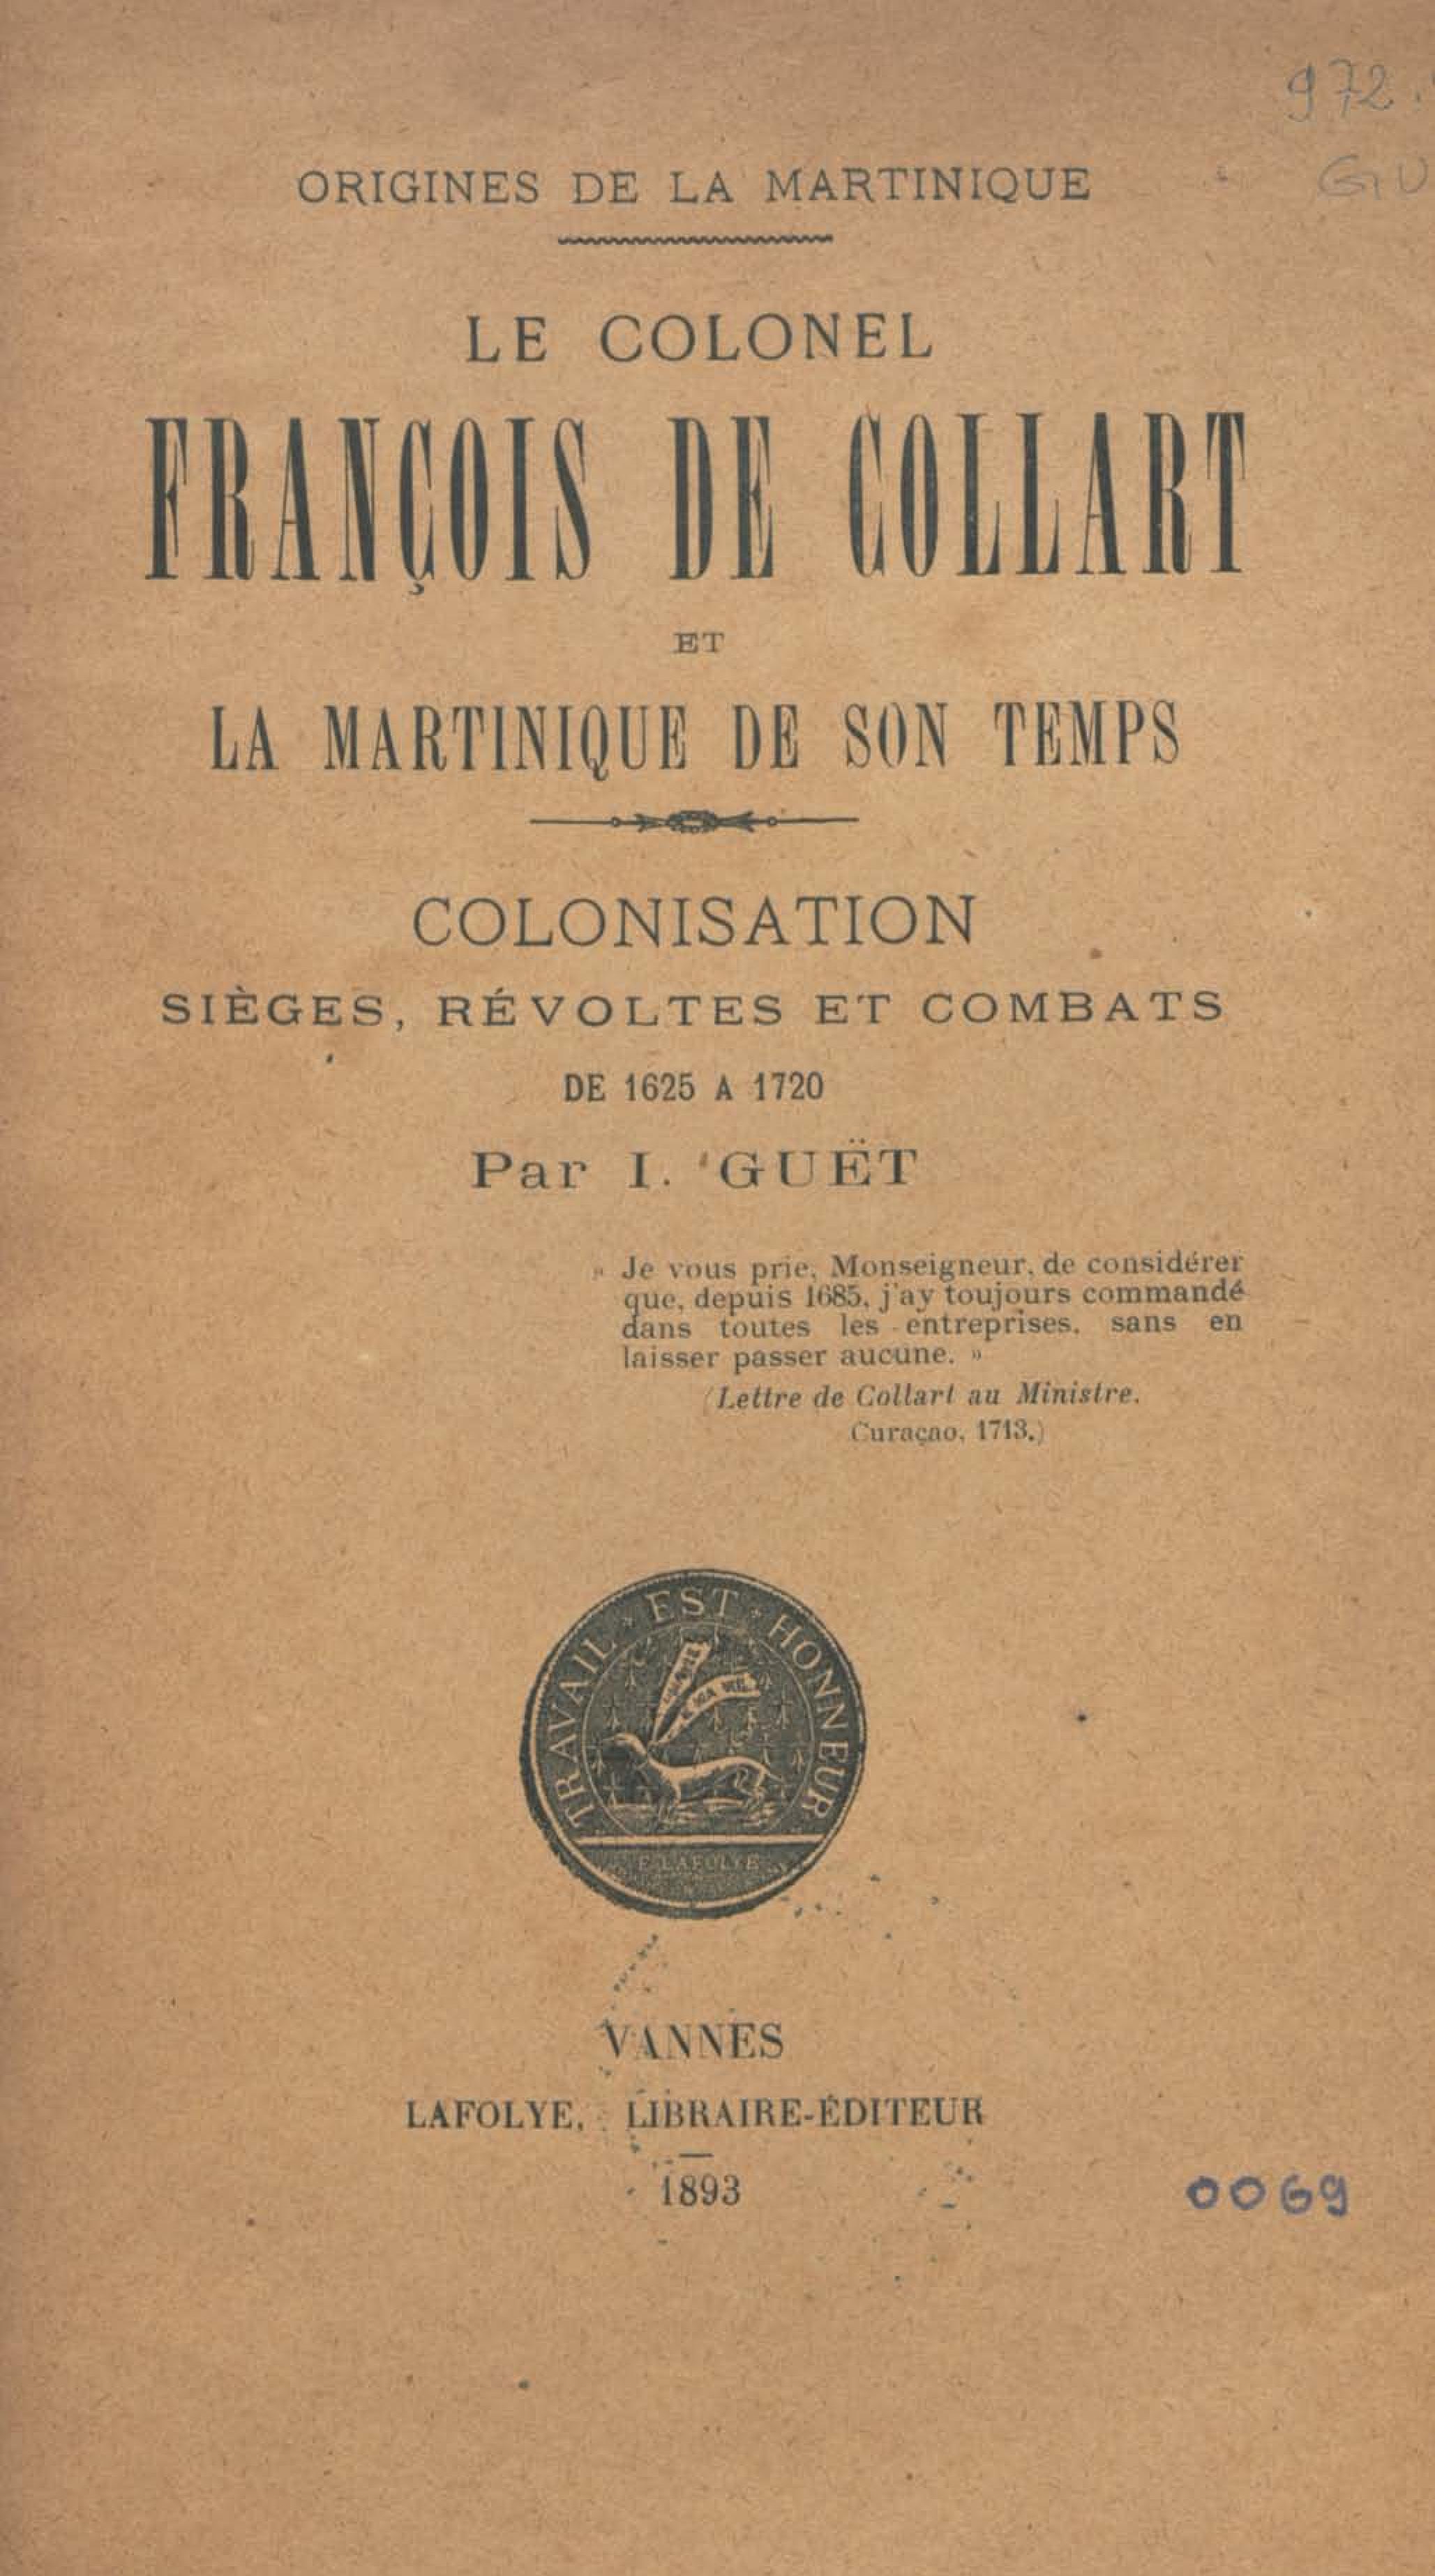 972.
GU
ORIGINES DE LA MARTINIQUE
LE COLONEL
FRANÇOIS DE COLLART
ET
LA MARTINIQUE DE SON TEMPS
COLONISATION
SIÈGES, RÉVOLTES ET COMBATS
DE 1625 A 1720
Par I. GUËT
» Je vous prie, Monseigneur, de considérer
que, depuis 1685, j'ay toujours commandé
dans toutes les entreprises, sans en
laisser passer aucune. »
(Lettre de Collart au Ministre.
Curaçao, 1713.)
TRAVAIL * EST * HONNEUR
A MA VIE
E. LAFOLYE
VANNES
LAFOLYE, LIBRAIRE-ÉDITEUR
1893
0069